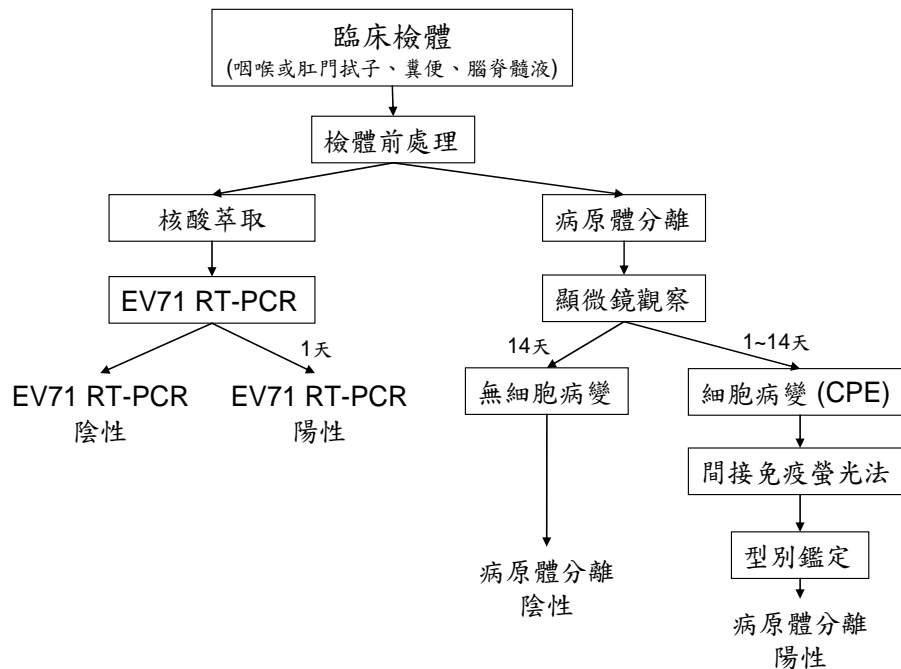 臨床檢體
(咽喉或肛門拭子、糞便、腦脊髓液)
檢體前處理
核酸萃取
病原體分離
EV71 RT-PCR
顯微鏡觀察
1天
14天
1~14天
EV71 RT-PCR
陰性
EV71 RT-PCR
陽性
無細胞病變
細胞病變 (CPE)
間接免疫螢光法
型別鑑定
病原體分離
陰性
病原體分離
陽性